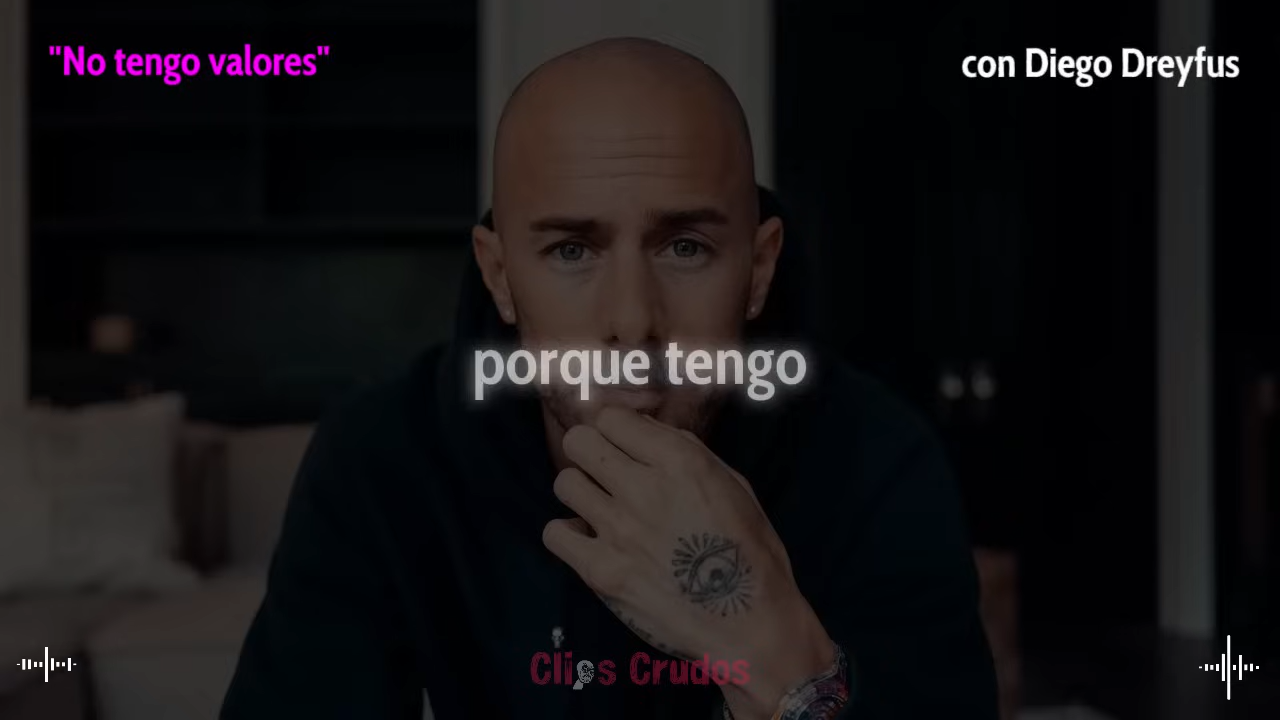 "No tengo valores"
con Diego Dreyfus
porque tengo
Clips Crudos